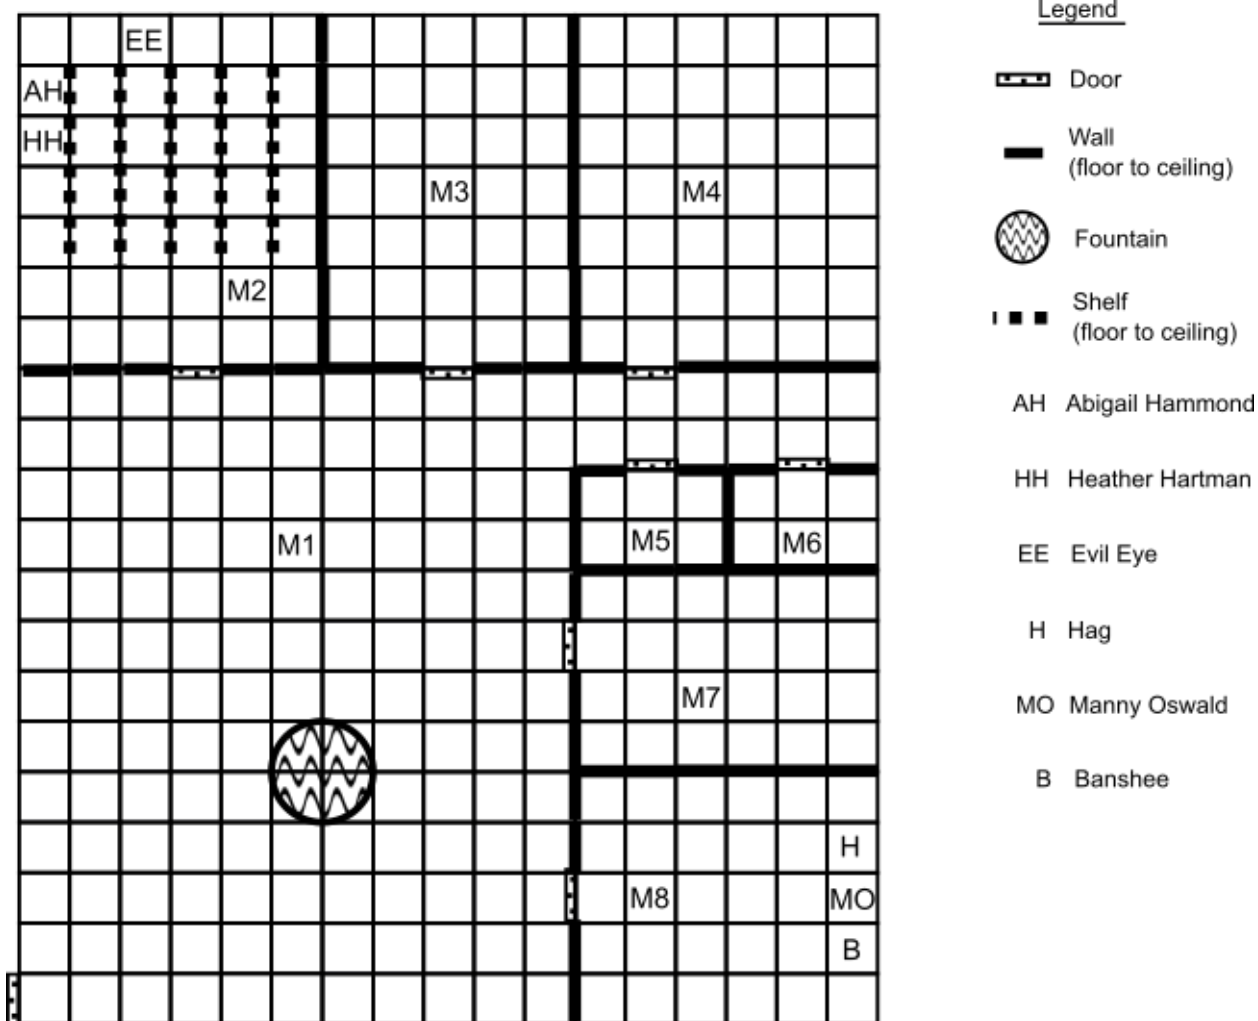 Legend
EE
Door
AH
Wall
(floor to ceiling)
HH
M3
M4
Fountain
M2
Shelf
(floor to ceiling)
AH Abigail Hammond
HH Heather Hartman
M1
M5
M6
EE Evil Eye
H Hag
M7
MO Manny Oswald
B Banshee
H
M8
MO
B